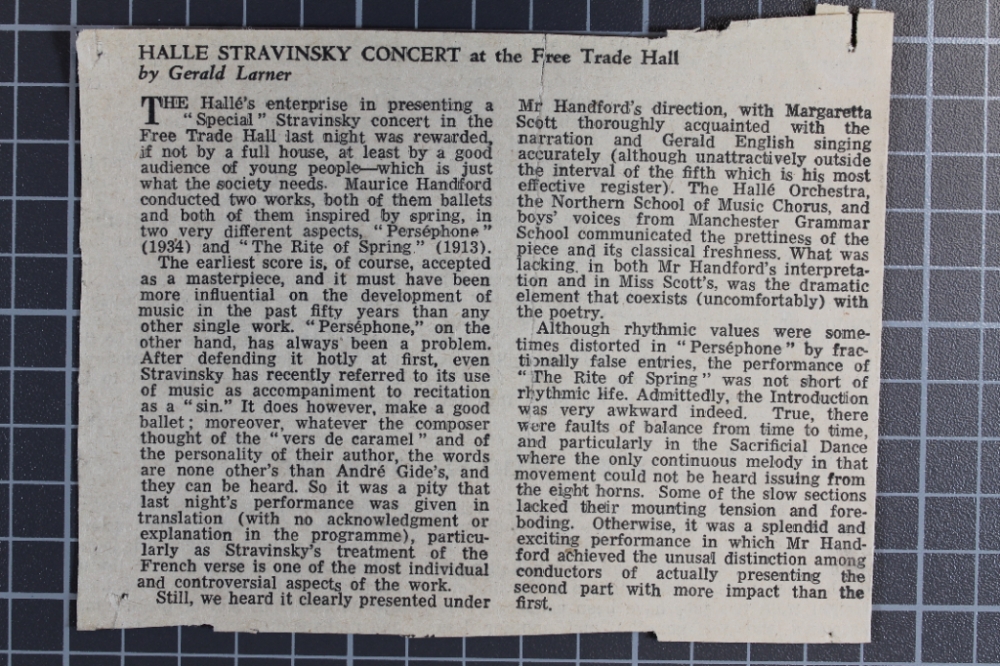 HALLE STRAVINSKY CONCERT at the Free Trade Hall
by Gerald Larner
THE Hallé's enterprise in presenting a
"Special" Stravinsky concert in the
Free Trade Hall last night was rewarded,
if not by a full house, at least by a good
audience of young people—which is just
what the society needs. Maurice Handford
conducted two works, both of them ballets
and both of them inspired by spring, in
two very different aspects, "Perséphone"
(1934) and "The Rite of Spring" (1913).
The earliest score is, of course, accepted
as a masterpiece, and it must have been
more influential on the development of
music in the past fifty years than any
other single work. "Perséphone," on the
other hand, has always been a problem.
After defending it hotly at first, even
Stravinsky has recently referred to its use
of music as accompaniment to recitation
as a "sin." It does however, make a good
ballet; moreover, whatever the composer
thought of the "vers de caramel" and of
the personality of their author, the words
are none other's than André Gide's, and
they can be heard. So it was a pity that
last night's performance was given in
translation (with no acknowledgment or
explanation in the programme), particu-
larly as Stravinsky's treatment of the
French verse is one of the most individual
and controversial aspects of the work.
Still, we heard it clearly presented under
Mr Handford's direction, with Margaretta
Scott thoroughly acquainted with the
narration and Gerald English singing
accurately (although unattractively outside
the interval of the fifth which is his most
effective register). The Hallé Orchestra,
the Northern School of Music Chorus, and
boys' voices from Manchester Grammar
School communicated the prettiness of the
piece and its classical freshness. What was
lacking, in both Mr Handford's interpreta-
tion and in Miss Scott's, was the dramatic
element that coexists (uncomfortably) with
the poetry.
Although rhythmic values were some-
times distorted in "Perséphone" by frac-
tionally false entries, the performance of
"The Rite of Spring" was not short of
rhythmic life. Admittedly, the Introduction
was very awkward indeed. True, there
were faults of balance from time to time,
and particularly in the Sacrificial Dance
where the only continuous melody in that
movement could not be heard issuing from
the eight horns. Some of the slow sections
lacked their mounting tension and fore-
boding. Otherwise, it was a splendid and
exciting performance in which Mr Hand-
ford achieved the unusal distinction among
conductors of actually presenting the
second part with more impact than the
first.